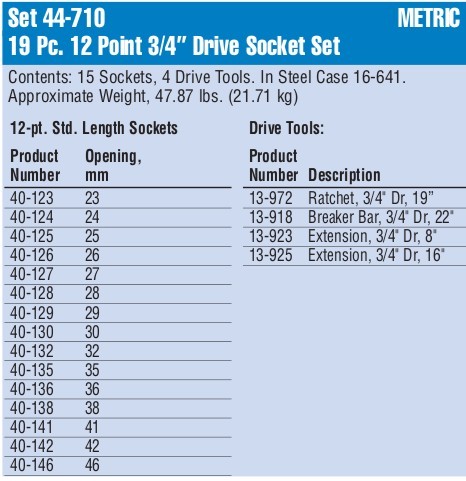 Set 44-710 METRIC
19 Pc. 12 Point 3/4” Drive Socket Set
Contents: 15 Sockets, 4 Drive Tools. In Steel Case 16-641.
Approximate Weight, 47.87 lbs. (21.71 kg)
12-pt. Std. Length Sockets
Product Opening,
Number mm
40-123 23
40-124 24
40-125 25
40-126 26
40-127 27
40-128 28
40-129 29
40-130 30
40-132 32
40-135 35
40-136 36
40-138 38
40-141 41
40-142 42
40-146 46
Drive Tools:
Product
Number Description
13-972 Ratchet, 3/4" Dr, 19”
13-918 Breaker Bar, 3/4" Dr, 22"
13-923 Extension, 3/4" Dr, 8"
13-925 Extension, 3/4" Dr, 16"